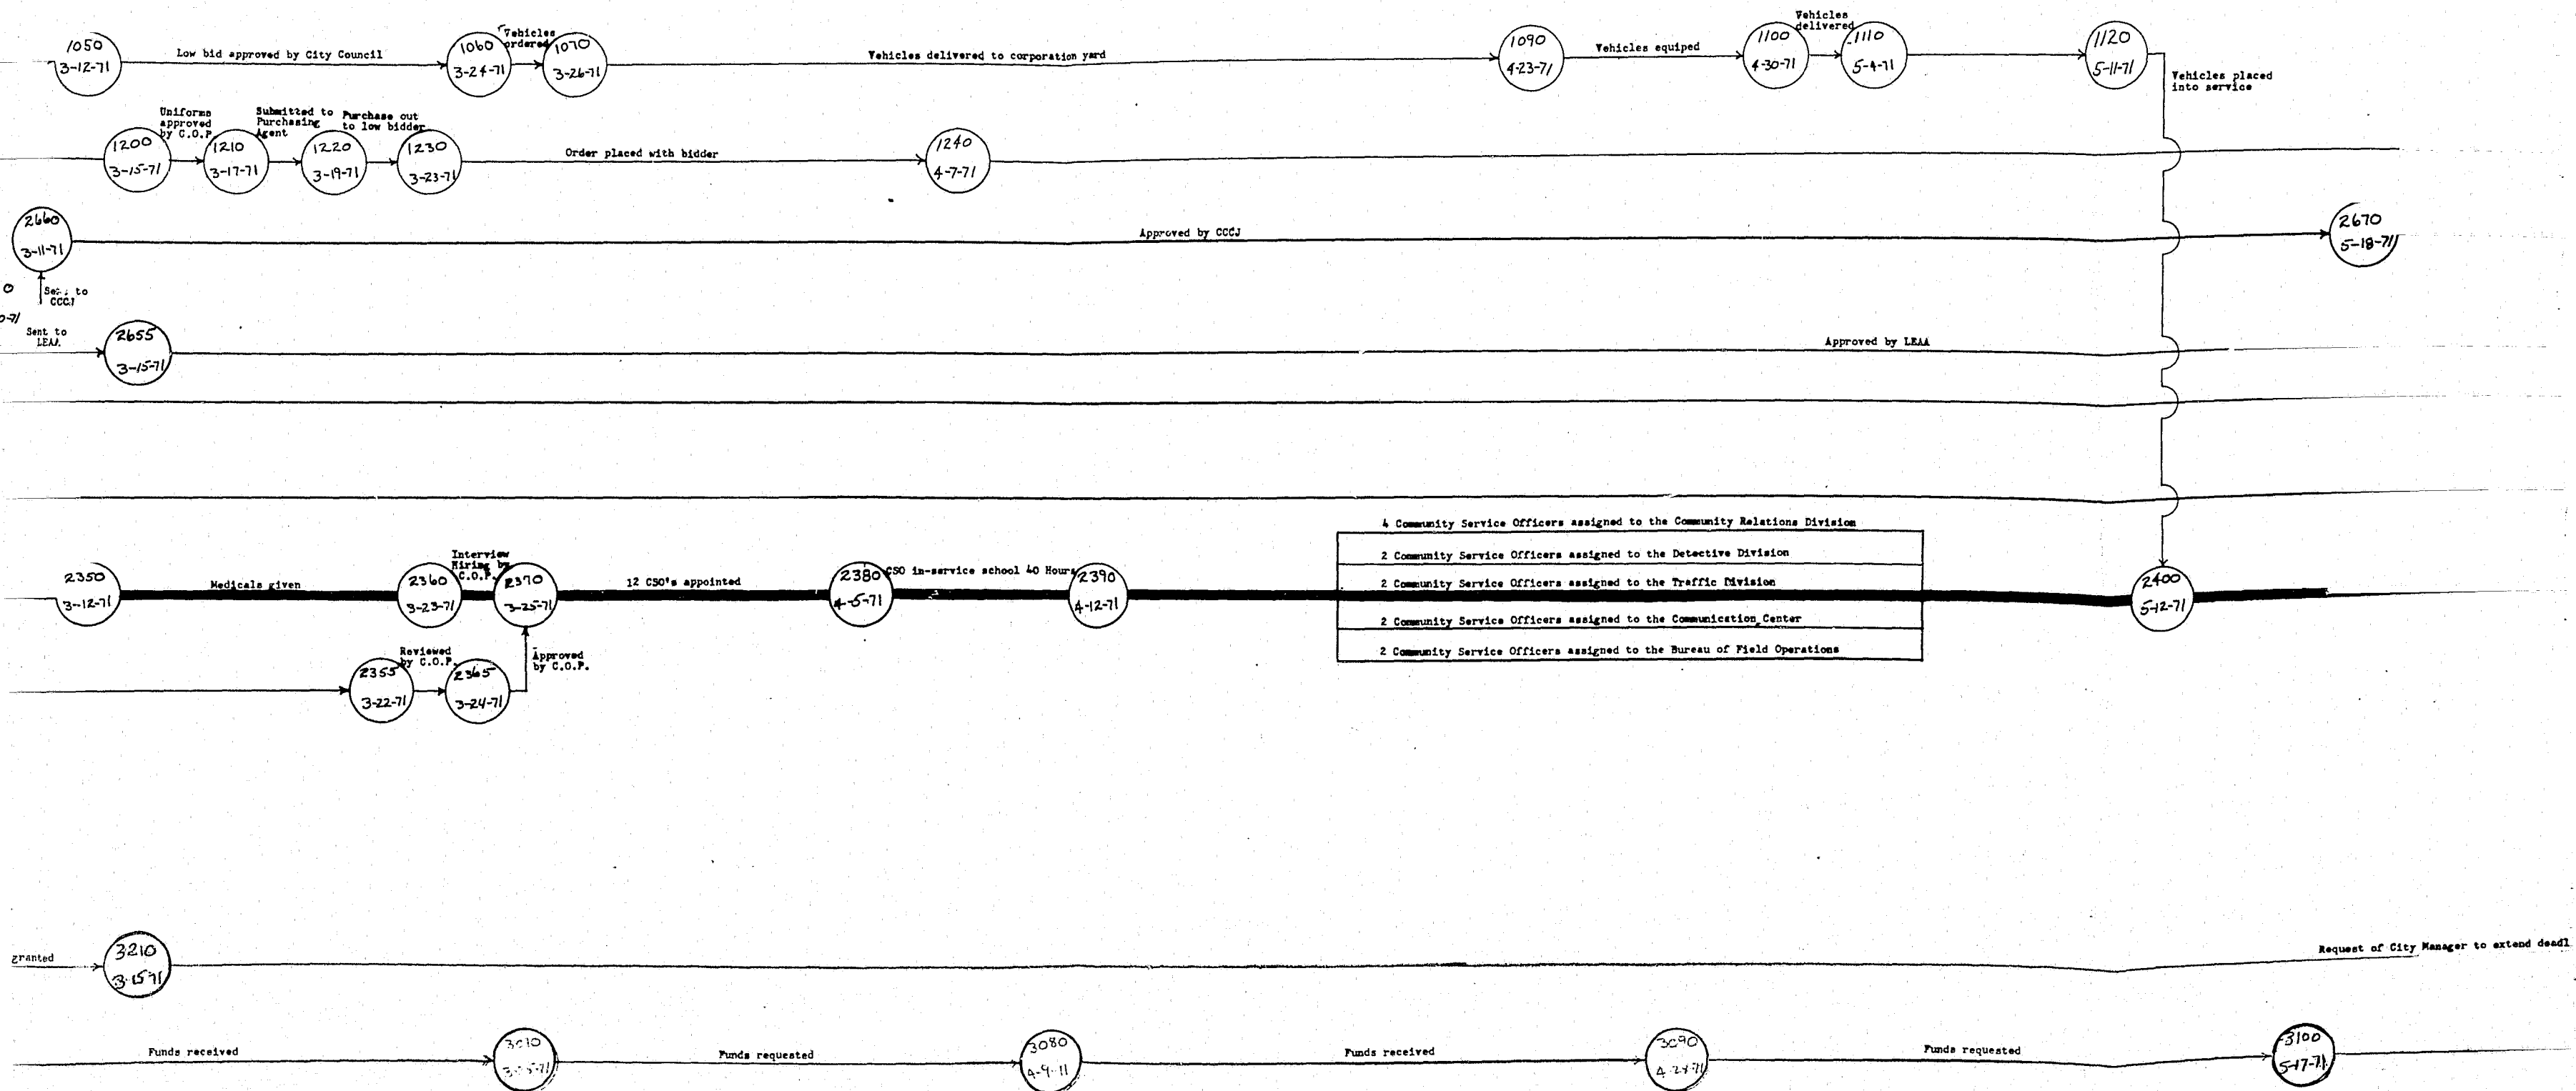 1050
3-12-71
Low bid approved by City Council
1060
3-24-71
Vehicles
ordered
1070
3-26-71
Vehicles delivered to corporation yard
1090
4-23-71
Vehicles equiped
1100
4-30-71
Vehicles
delivered
1110
5-4-71
1120
5-11-71
Vehicles placed
into service
1200
3-15-71
Uniforms
approved
by C.O.P.
1210
3-17-71
Submitted to
Purchasing
Agent
1220
3-19-71
Purchase out
to low bidder
1230
3-23-71
Order placed with bidder
1240
4-7-71
2660
3-11-71
Approved by CCCJ
2670
5-18-71
to
CCCJ
Sent to
2655
3-15-71
Approved by LEAA
2350
3-12-71
Medicals given
2360
3-23-71
Interview
Hiring by
C.O.P.
2370
3-25-71
12 CSO's appointed
2380
4-5-71
CSO in-service school 40 Hours
2390
4-12-71
4 Community Service Officers assigned to the Community Relations Division
2 Community Service Officers assigned to the Detective Division
2 Community Service Officers assigned to the Traffic Division
2 Community Service Officers assigned to the Communication Center
2 Community Service Officers assigned to the Bureau of Field Operations
2400
5-12-71
2355
3-22-71
Reviewed
by C.O.P.
2365
3-24-71
Approved
by C.O.P.
granted
3210
3-15-71
Request of City Manager to extend deadl
Funds received
Funds requested
3080
Funds received
3090
Funds requested
3100
5-17-71